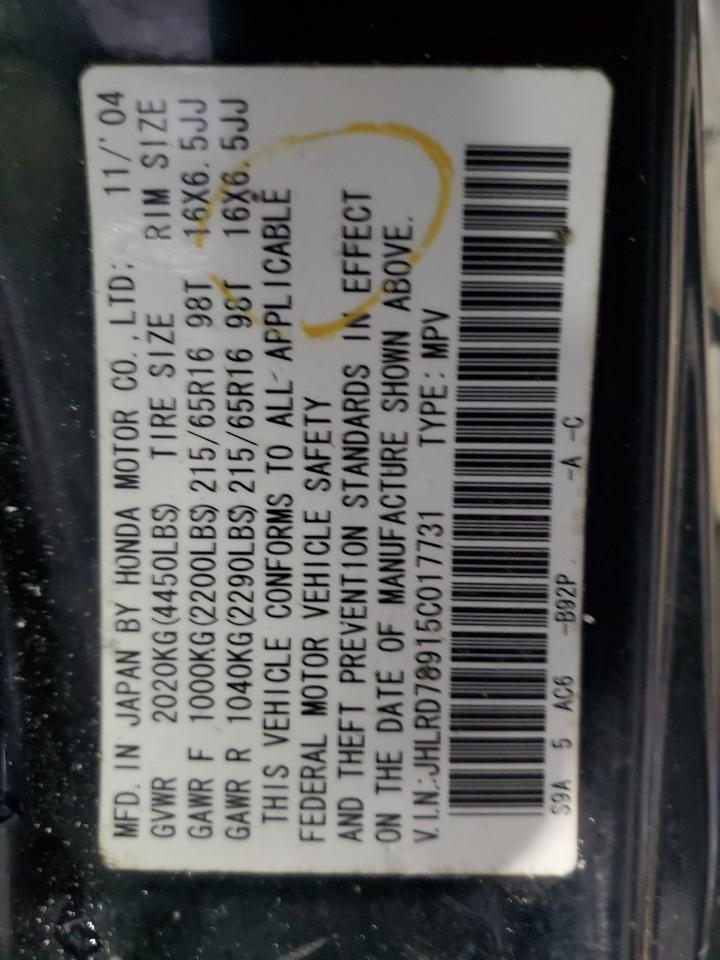 MFD. IN JAPAN BY HONDA MOTOR CO., LTD: 11/'04
GVWR 2020KG(4450LBS) TIRE SIZE RIM SIZE
GAWR F 1000KG(2200LBS) 215/65R16 98T 16X6.5JJ
GAWR R 1040KG(2290LBS) 215/65R16 98T 16X6.5JJ
THIS VEHICLE CONFORMS TO ALL APPLICABLE
FEDERAL MOTOR VEHICLE SAFETY
AND THEFT PREVENTION STANDARDS IN EFFECT
ON THE DATE OF MANUFACTURE SHOWN ABOVE.
V.I.N.:JHLRD78915C017731 TYPE: MPV
S9A 5 AC6 -B92P -A -C